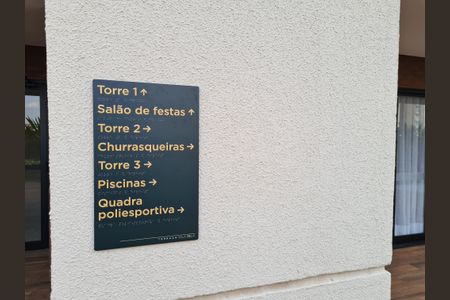 Torre 1 ↑
Salão de festas ↑
Torre 2 →
Churrasqueiras →
Torre 3 →
Piscinas →
Quadra
poliesportiva →